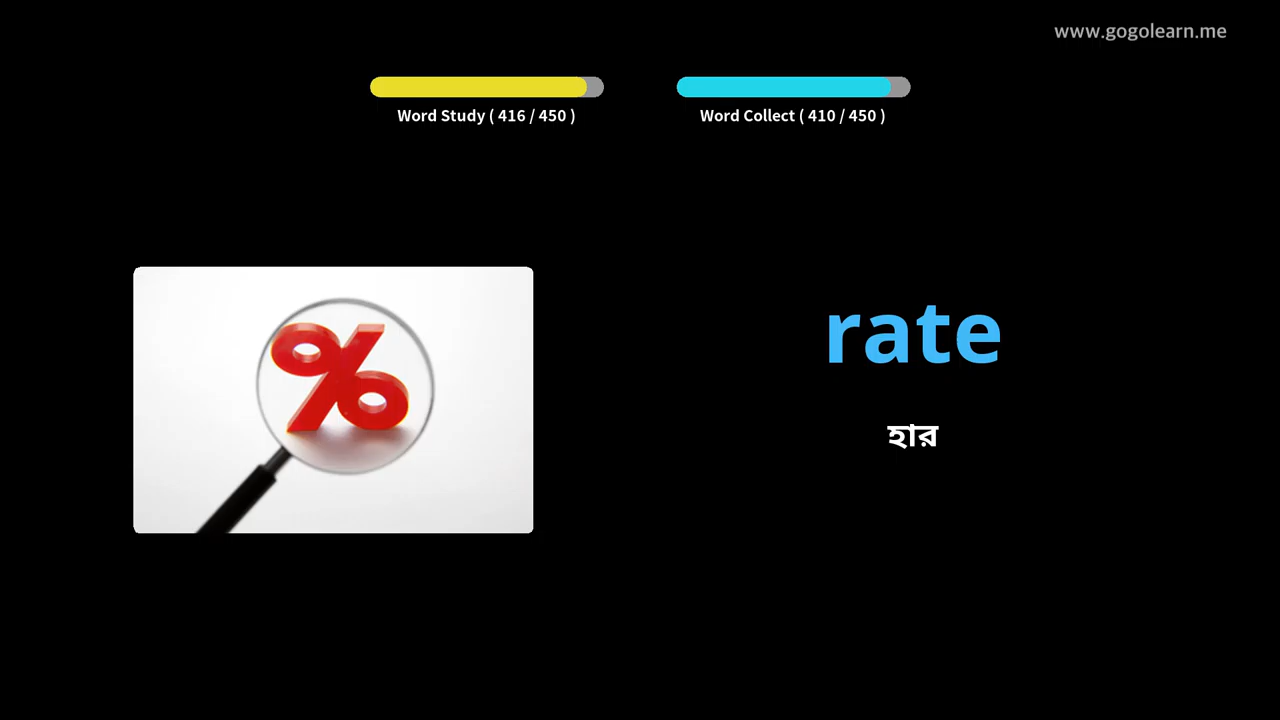 www.gogolearn.me
Word Study ( 416 / 450 )
Word Collect ( 410 / 450 )
%
rate
হার